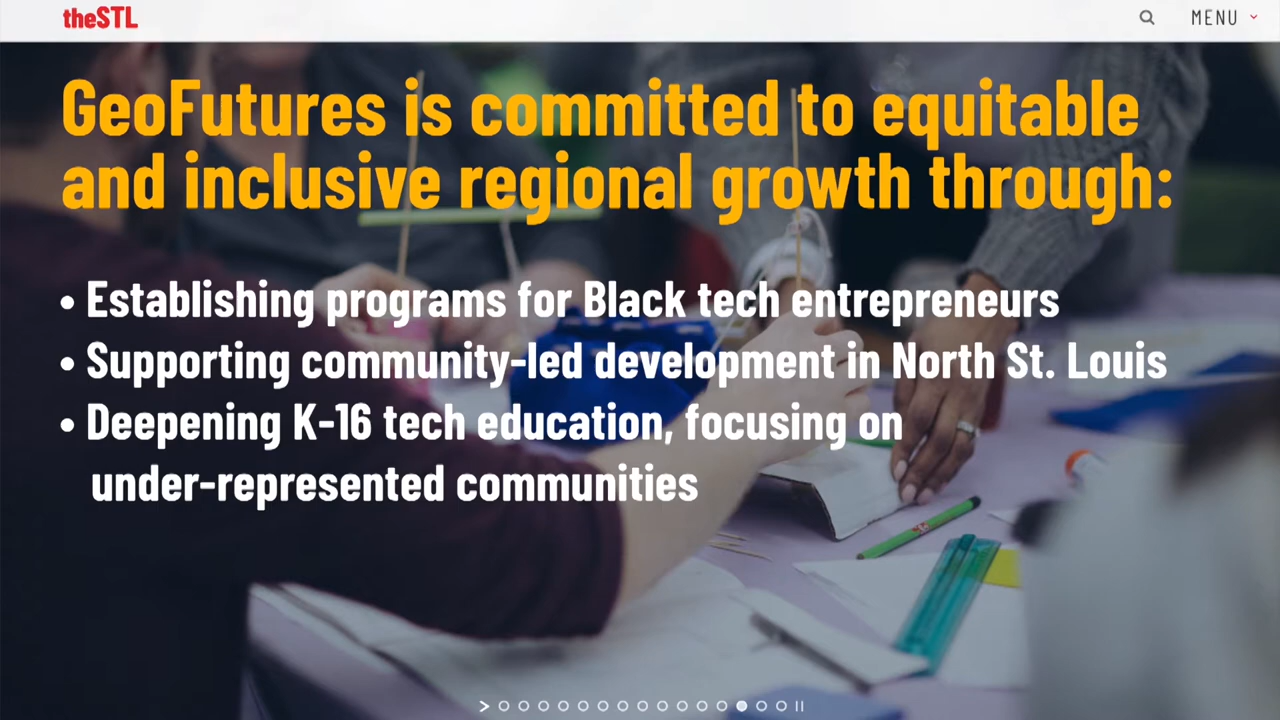 theSTL
MENU
GeoFutures is committed to equitable
and inclusive regional growth through:
• Establishing programs for Black tech entrepreneurs
• Supporting community-led development in North St. Louis
• Deepening K-16 tech education, focusing on
under-represented communities